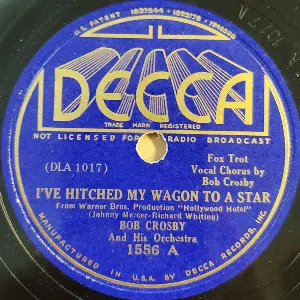 U.S. PATENT 1637544 - 1625175 - 1948568
DECCA
TRADE MARK REGISTERED
NOT LICENSED FOR RADIO BROADCAST
(DLA 1017)
Fox Trot
Vocal Chorus by
Bob Crosby
I'VE HITCHED MY WAGON TO A STAR
From Warner Bros. Production "Hollywood Hotel"
(Johnny Mercer-Richard Whiting)
BOB CROSBY
And His Orchestra
1556 A
MANUFACTURED IN U.S.A. BY DECCA RECORDS, INC.